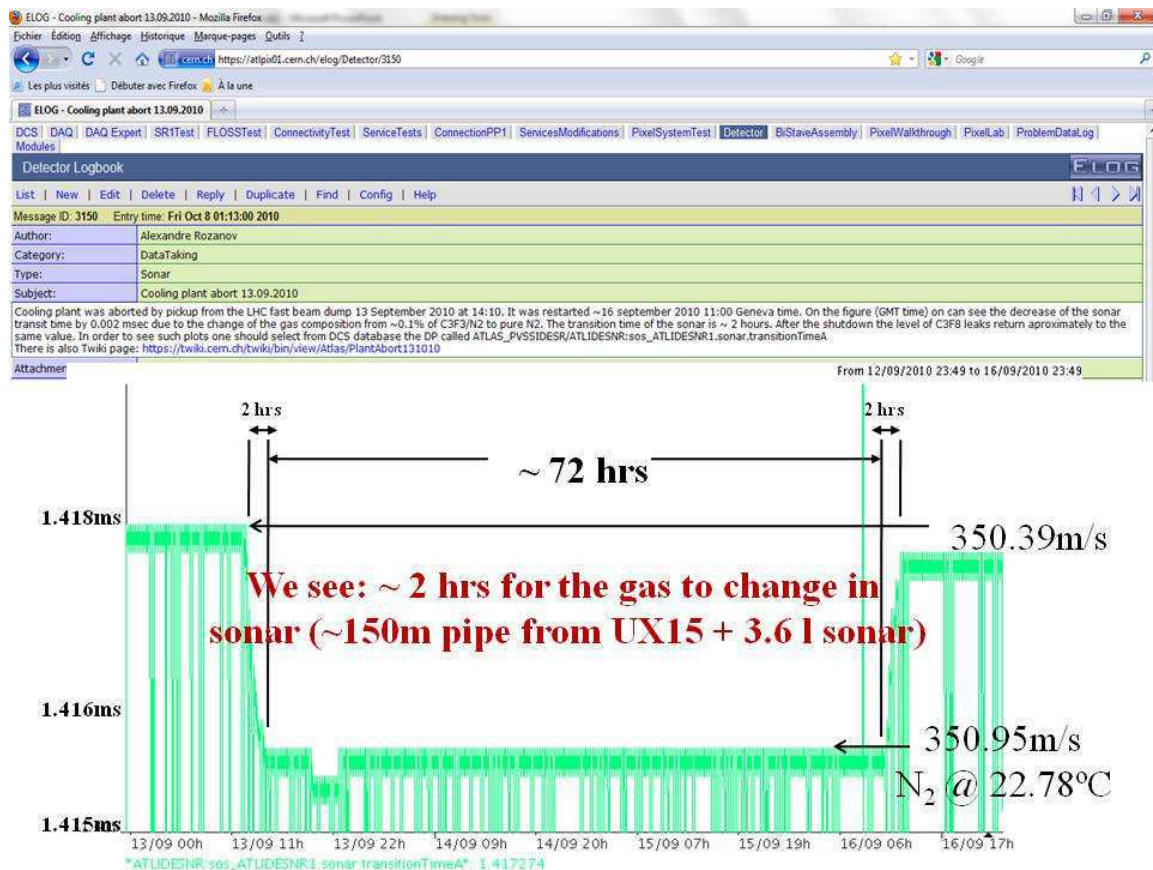 ELOG - Cooling plant abort 13.09.2010 - Mozilla Firefox
Fichier Édition Affichage Historique Marque-pages Outils ?
cern.ch https://atlpix01.cern.ch/elog/Detector/3150
Google
Les plus visités Débuter avec Firefox À la une
ELOG - Cooling plant abort 13.09.2010
DCS | DAQ | DAQ Expert | SR1Test | FLOSSTest | ConnectivityTest | ServiceTests | ConnectionPP1 | ServicesModifications | PixelSystemTest | Detector | BiStaveAssembly | PixelWalkthrough | PixelLab | ProblemDataLog |
Modules |
Detector Logbook
ELOG
List | New | Edit | Delete | Reply | Duplicate | Find | Config | Help
Message ID: 3150 Entry time: Fri Oct 8 01:13:00 2010
Author: Alexandre Rozanov
Category: DataTaking
Type: Sonar
Subject: Cooling plant abort 13.09.2010
Cooling plant was aborted by pickup from the LHC fast beam dump 13 September 2010 at 14:10. It was restarted ~16 september 2010 11:00 Geneva time. On the figure (GMT time) on can see the decrease of the sonar
transit time by 0.002 msec due to the change of the gas composition from ~0.1% of C3F3/N2 to pure N2. The transition time of the sonar is ~ 2 hours. After the shutdown the level of C3F8 leaks return aproximately to the
same value. In order to see such plots one should select from DCS database the DP called ATLAS_PVSSIDESR/ATLIDESNR:sos_ATLIDESNR1.sonar.transitionTimeA
There is also Twiki page: https://twiki.cern.ch/twiki/bin/view/Atlas/PlantAbort131010
Attachmen
From 12/09/2010 23:49 to 16/09/2010 23:49
2 hrs
2 hrs
~ 72 hrs
1.418ms
350.39m/s
We see: ~ 2 hrs for the gas to change in
sonar (~150m pipe from UX15 + 3.6 l sonar)
1.416ms
350.95m/s
N₂ @ 22.78ºC
1.415ms
13/09 00h 13/09 11h 13/09 22h 14/09 09h 14/09 20h 15/09 07h 15/09 19h 16/09 06h 16/09 17h
"ATLIDESNR:sos_ATLIDESNR1.sonar.transitionTimeA": 1.417274